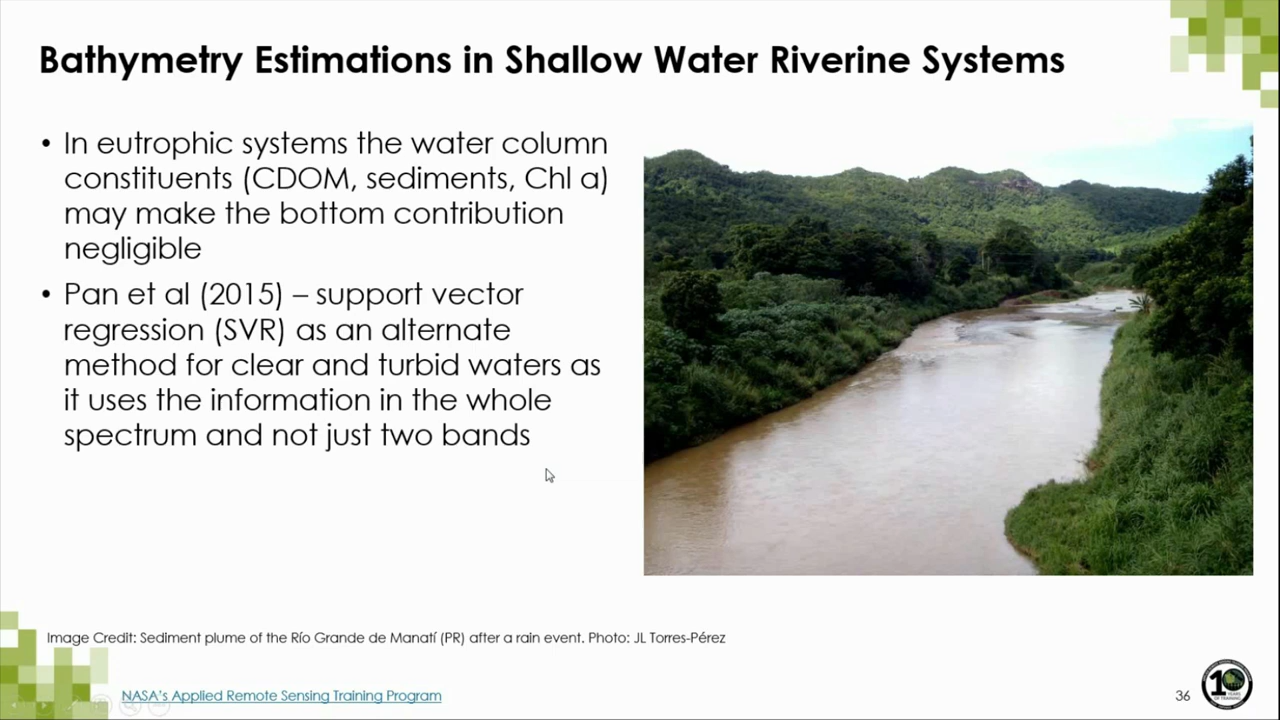 Bathymetry Estimations in Shallow Water Riverine Systems
• In eutrophic systems the water column
constituents (CDOM, sediments, Chl a)
may make the bottom contribution
negligible
• Pan et al (2015) – support vector
regression (SVR) as an alternate
method for clear and turbid waters as
it uses the information in the whole
spectrum and not just two bands
Image Credit: Sediment plume of the Río Grande de Manatí (PR) after a rain event. Photo: JL Torres-Pérez
NASA's Applied Remote Sensing Training Program
36
10
YEARS
OF TRAINING